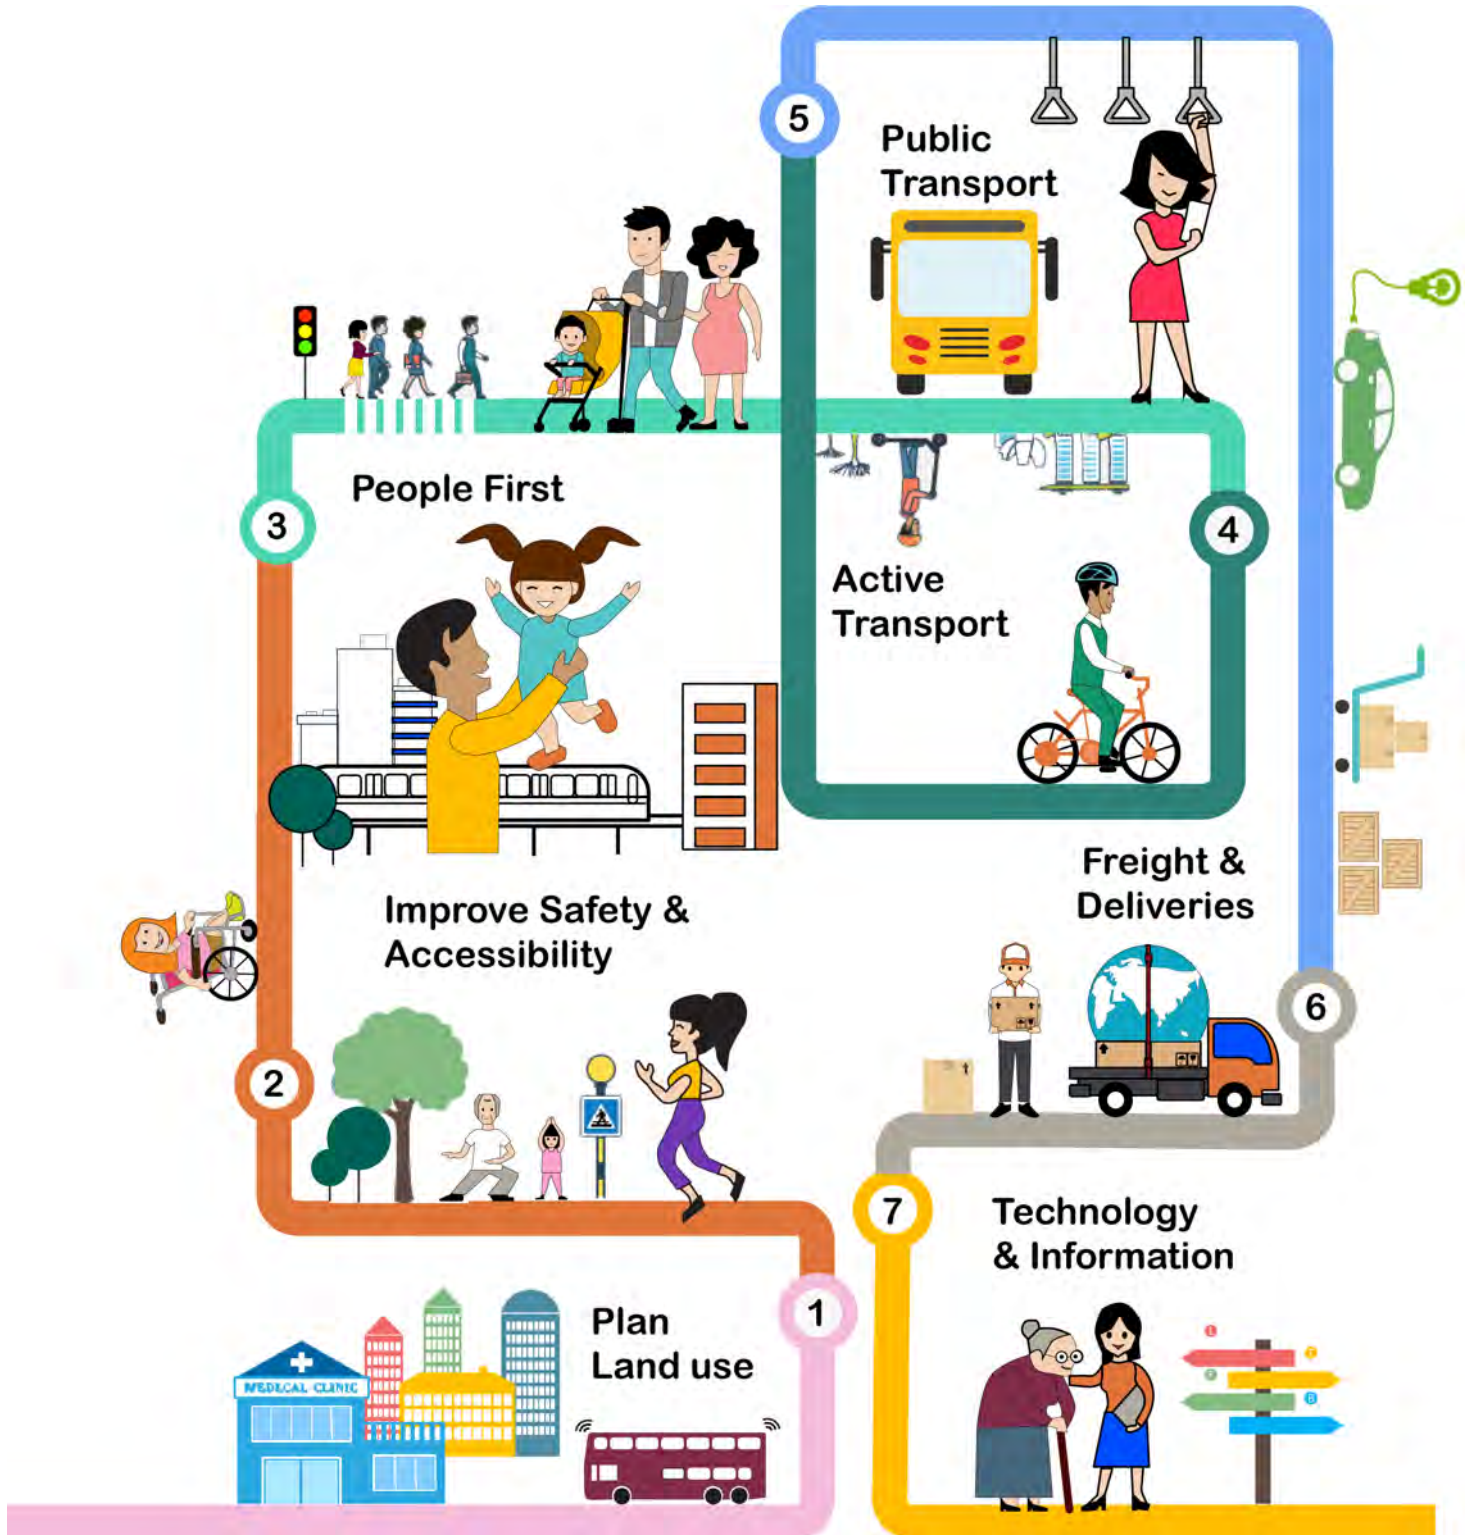 5
Public
Transport
People First
3
4
Active
Transport
Freight &
Deliveries
Improve Safety &
Accessibility
6
2
7
Technology
& Information
1
Plan
Land use
MEDICAL CLINIC